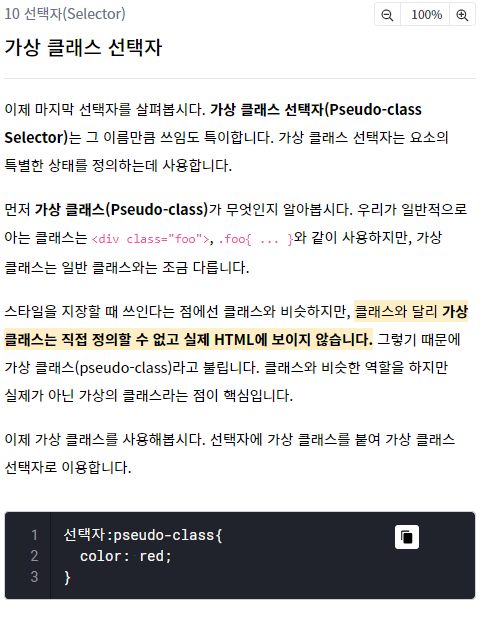 10 선택자(Selector)
100%
가상 클래스 선택자
이제 마지막 선택자를 살펴봅시다. 가상 클래스 선택자(Pseudo-class
Selector)는 그 이름만큼 쓰임도 특이합니다. 가상 클래스 선택자는 요소의
특별한 상태를 정의하는데 사용합니다.
먼저 가상 클래스(Pseudo-class)가 무엇인지 알아봅시다. 우리가 일반적으로
아는 클래스는 <div class="foo">, .foo{ ... }와 같이 사용하지만, 가상
클래스는 일반 클래스와는 조금 다릅니다.
스타일을 지장할 때 쓰인다는 점에선 클래스와 비슷하지만, 클래스와 달리 가상
클래스는 직접 정의할 수 없고 실제 HTML에 보이지 않습니다. 그렇기 때문에
가상 클래스(pseudo-class)라고 불립니다. 클래스와 비슷한 역할을 하지만
실제가 아닌 가상의 클래스라는 점이 핵심입니다.
이제 가상 클래스를 사용해봅시다. 선택자에 가상 클래스를 붙여 가상 클래스
선택자로 이용합니다.
1 선택자:pseudo-class{
2 color: red;
3 }